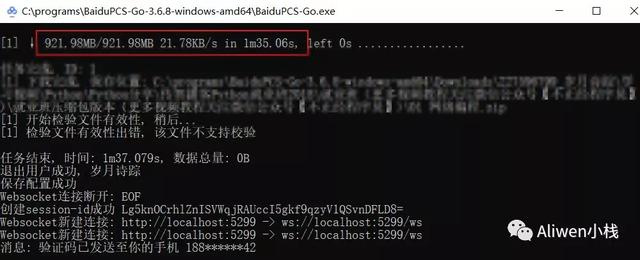 C:\programs\BaiduPCS-Go-3.6.8-windows-amd64\BaiduPCS-Go.exe
[1] ↓ 921.98MB/921.98MB 21.78KB/s in 1m35.06s, left 0s ................
[1] 开始检验文件有效性, 稍后...
[1] 检验文件有效性出错, 该文件不支持校验
任务结束, 时间: 1m37.079s, 数据总量: 0B
退出用户成功, 岁月诗踪
保存配置成功
Websocket连接断开: EOF
创建session-id成功 Lg5knOCrhlZnISVWqjRAUccI5gkf9qzyV1QSvnDFLD8=
Websocket新建连接: http://localhost:5299 -> ws://localhost:5299/ws
Websocket新建连接: http://localhost:5299 -> ws://localhost:5299/ws
消息: 验证码已发送至你的手机 188******42
Aliwen小栈